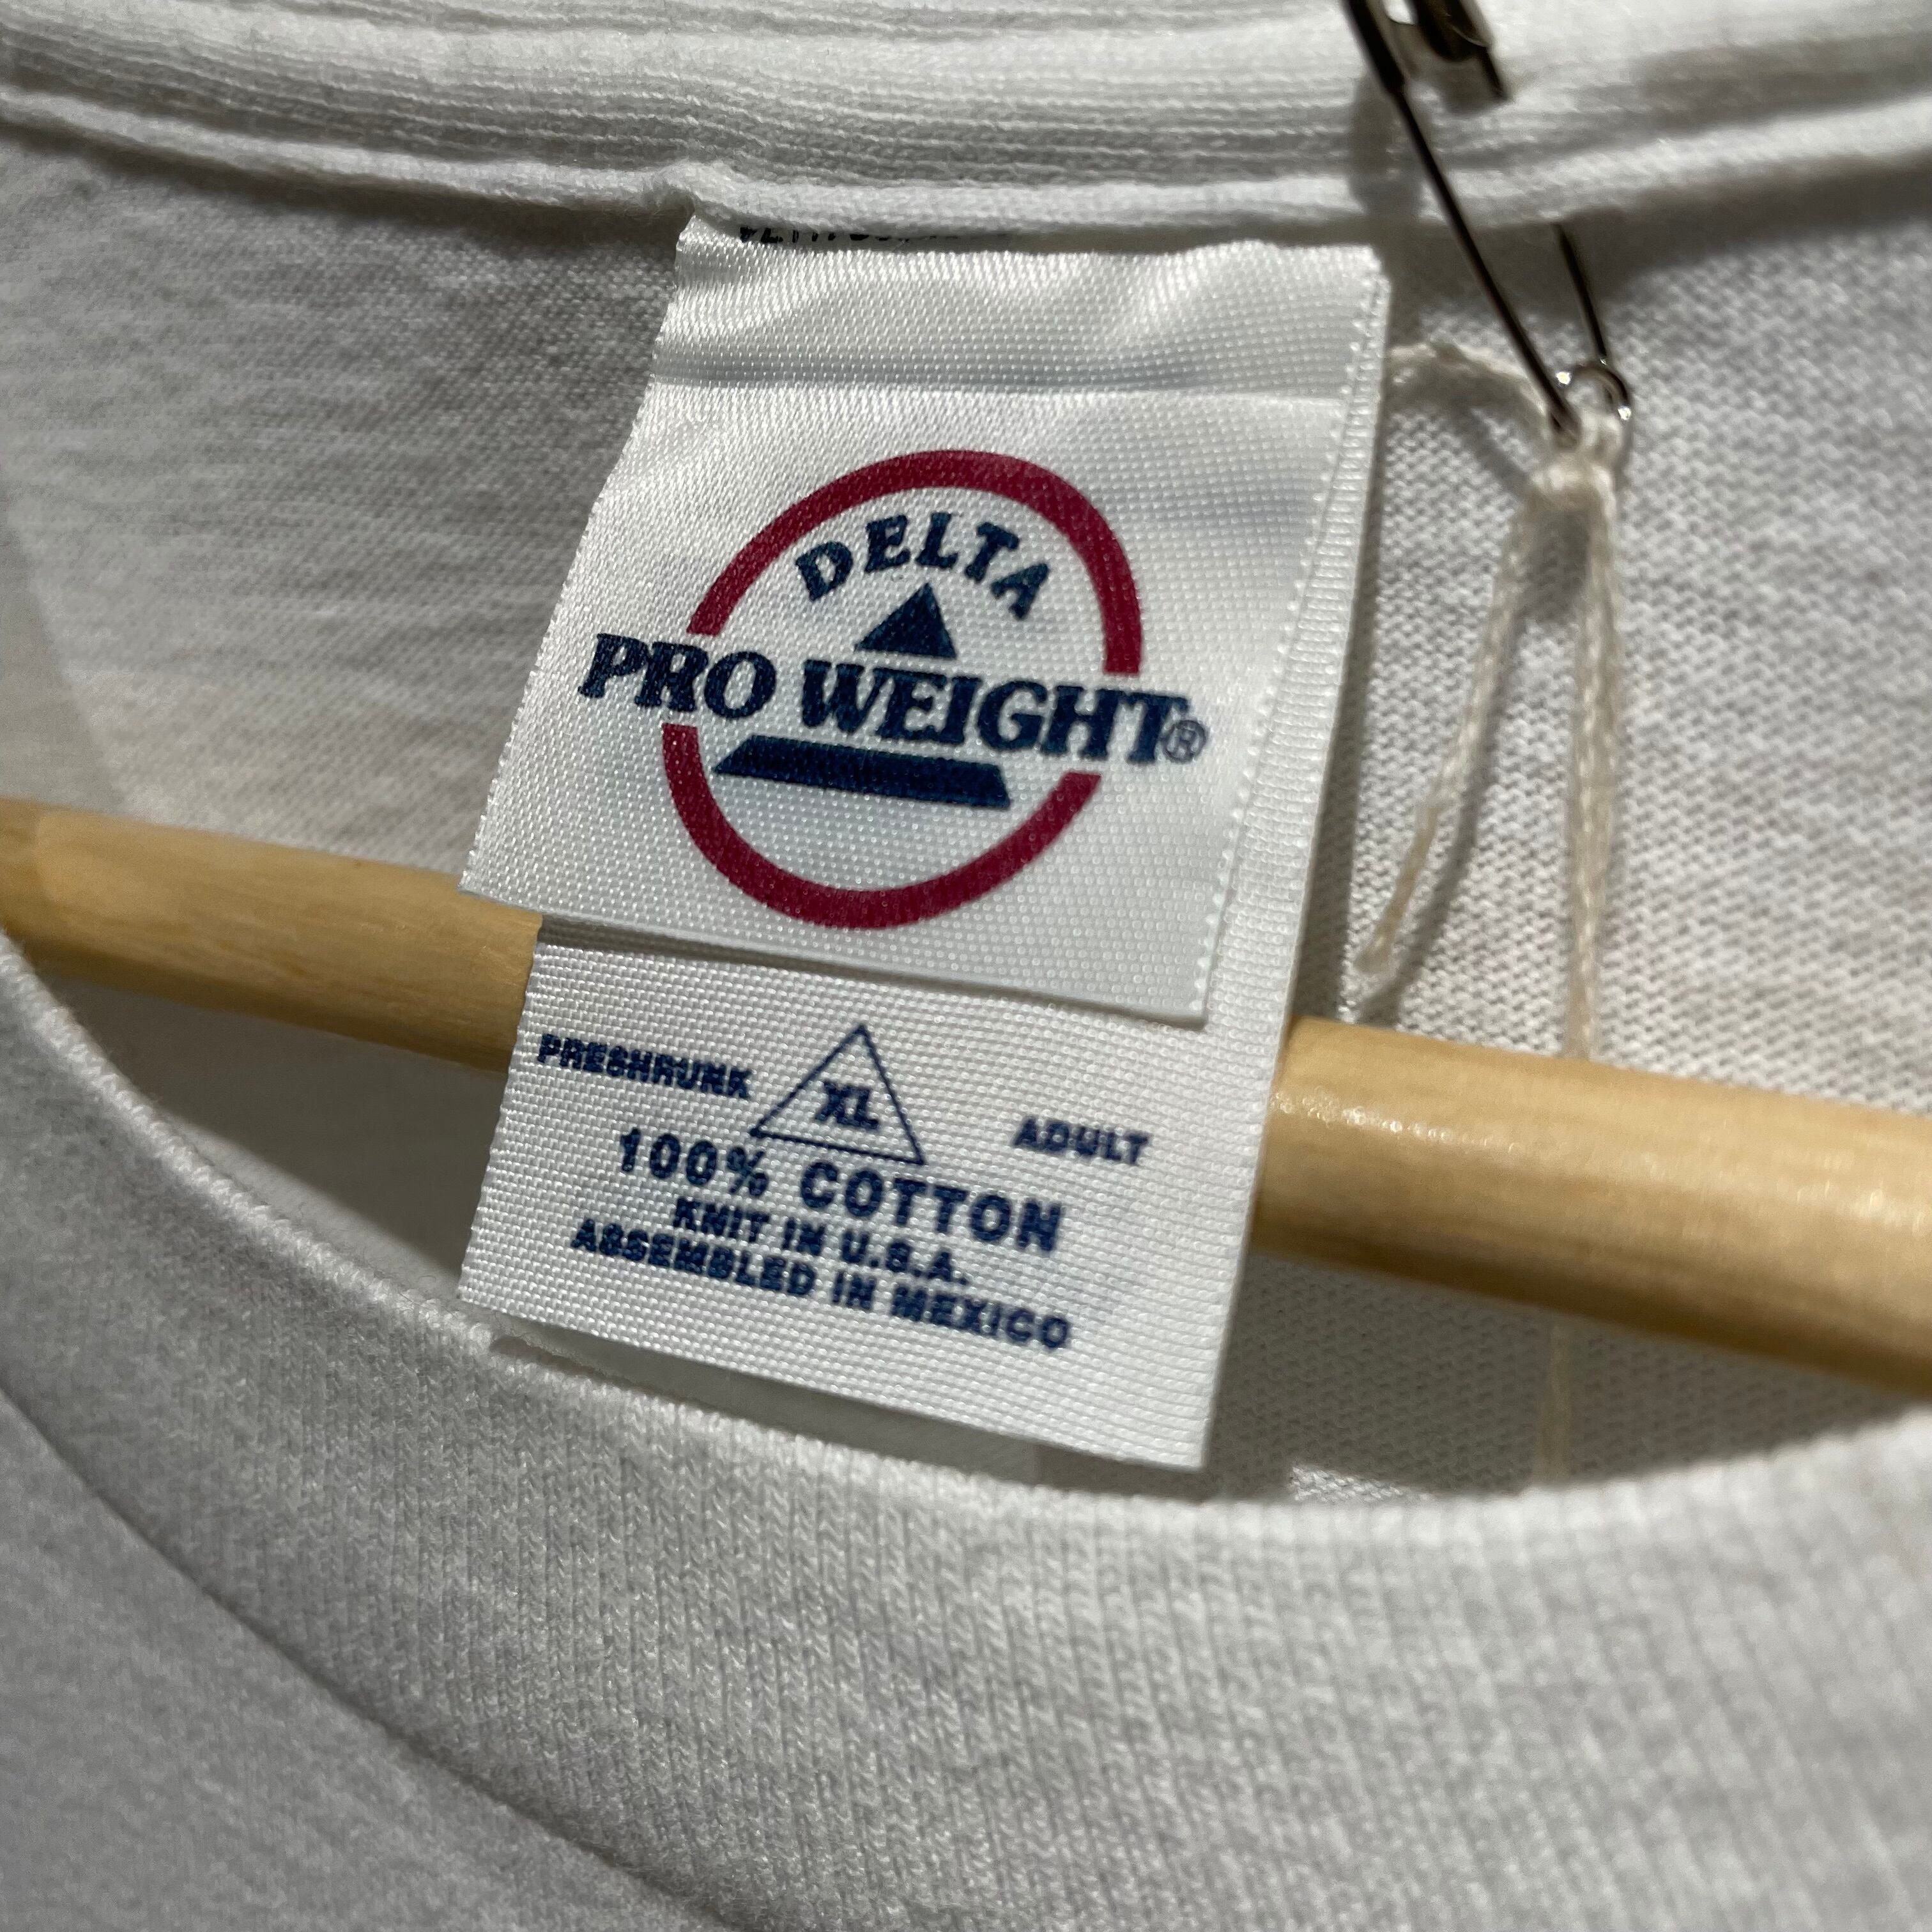 DELTA
PRO WEIGHT®
PRESHRUNK XL ADULT
100% COTTON
KNIT IN U.S.A.
ASSEMBLED IN MEXICO